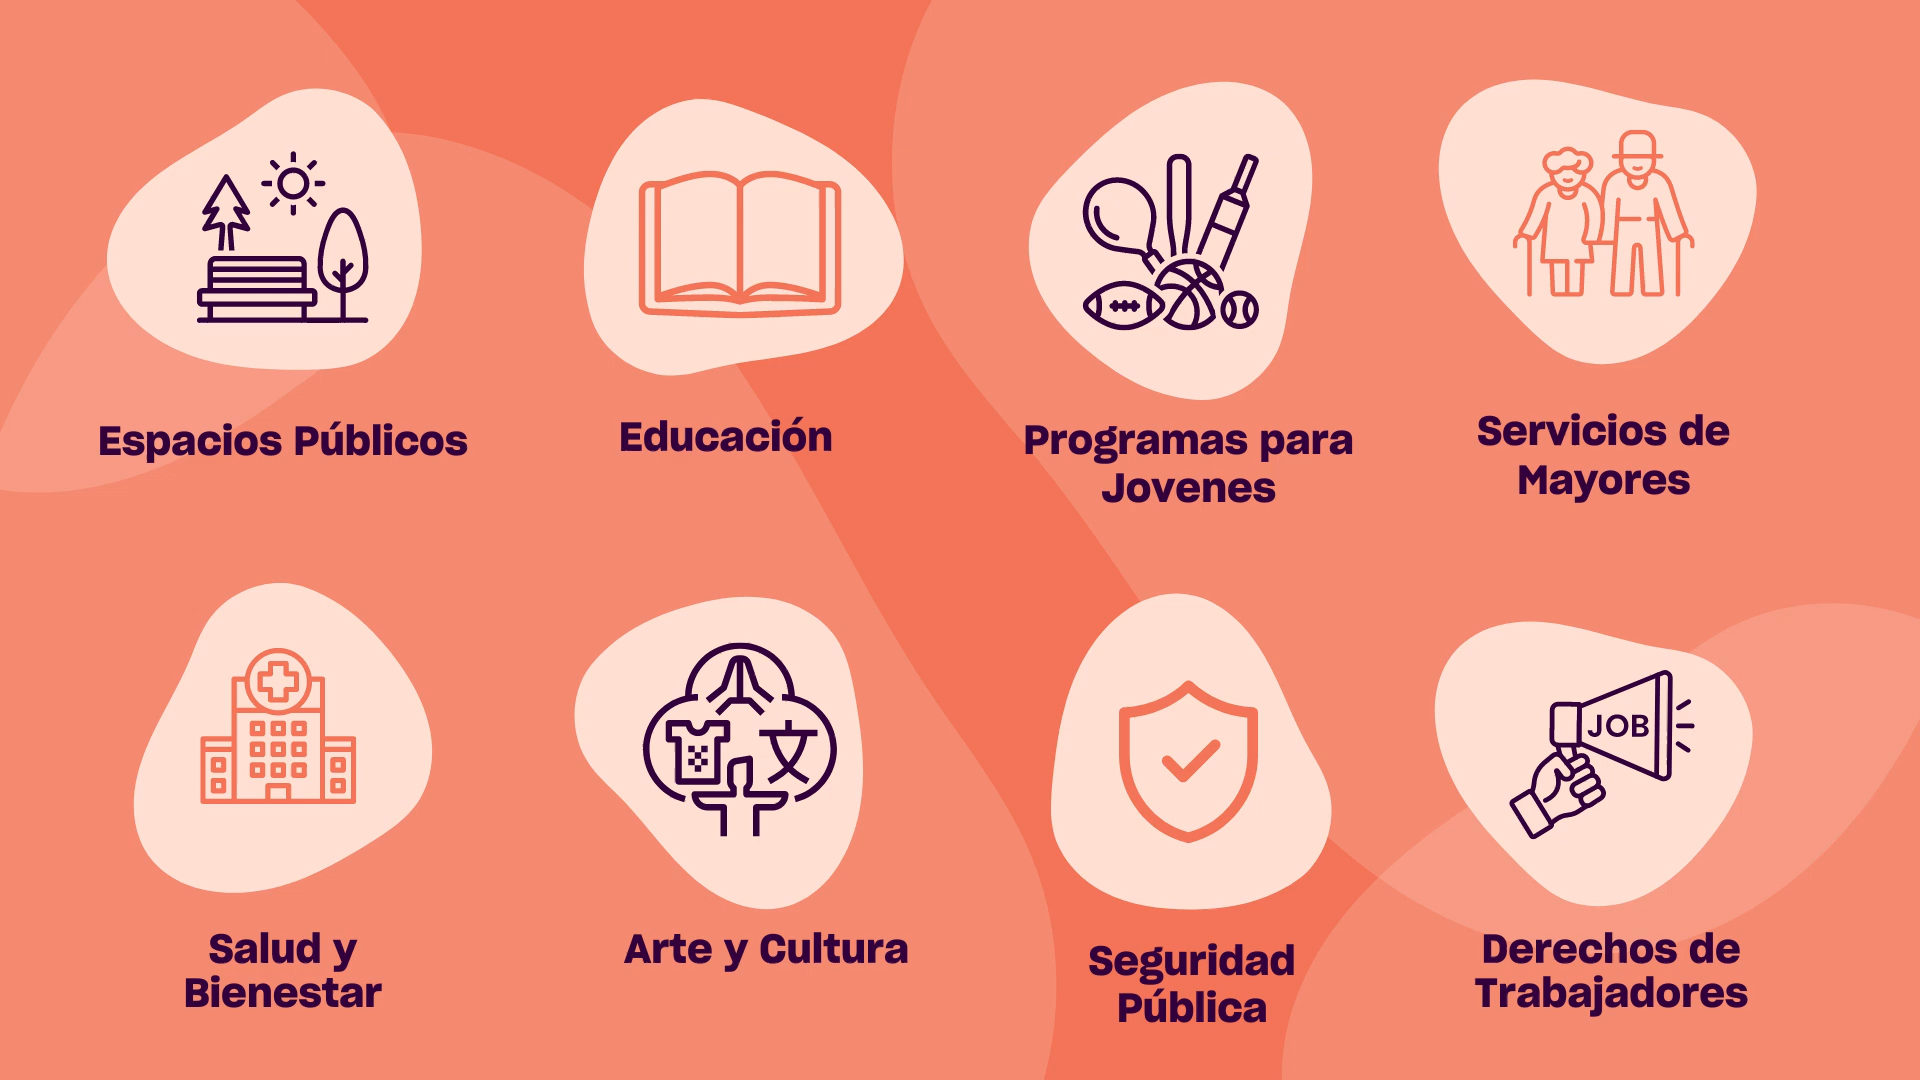 Espacios Públicos
Educación
Programas para
Jovenes
Servicios de
Mayores
文
JOB
Salud y
Bienestar
Arte y Cultura
Seguridad
Pública
Derechos de
Trabajadores